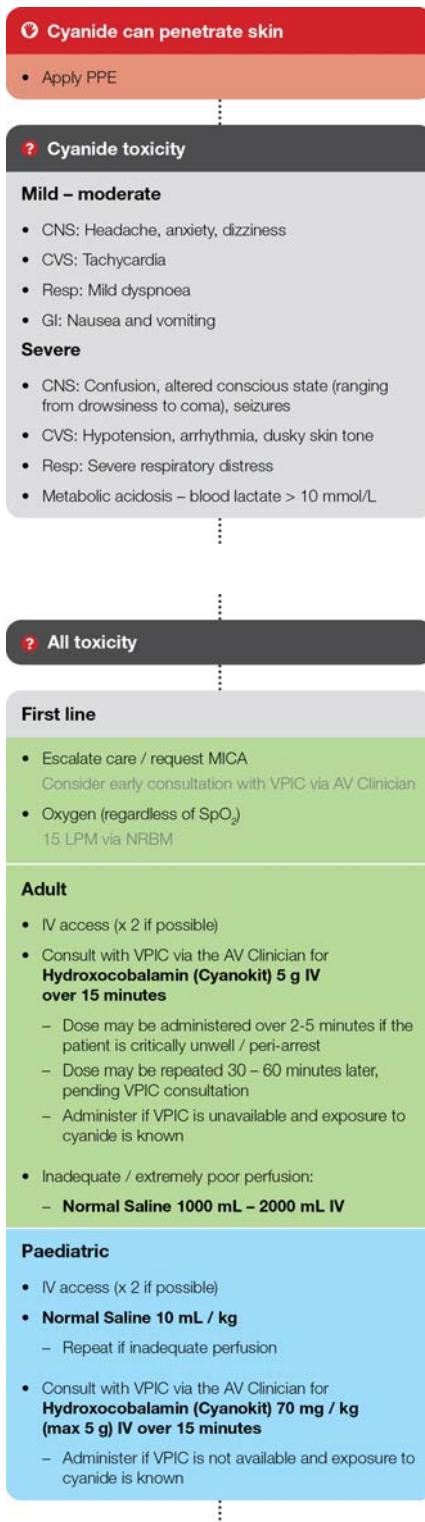 Cyanide can penetrate skin
• Apply PPE
? Cyanide toxicity
Mild – moderate
• CNS: Headache, anxiety, dizziness
• CVS: Tachycardia
• Resp: Mild dyspnoea
• GI: Nausea and vomiting
Severe
• CNS: Confusion, altered conscious state (ranging
from drowsiness to coma), seizures
• CVS: Hypotension, arrhythmia, dusky skin tone
• Resp: Severe respiratory distress
• Metabolic acidosis – blood lactate > 10 mmol/L
? All toxicity
First line
• Escalate care / request MICA
Consider early consultation with VPIC via AV Clinician
• Oxygen (regardless of SpO₂)
15 LPM via NRBM
Adult
• IV access (x 2 if possible)
• Consult with VPIC via the AV Clinician for
Hydroxocobalamin (Cyanokit) 5 g IV
over 15 minutes
– Dose may be administered over 2-5 minutes if the
patient is critically unwell / peri-arrest
– Dose may be repeated 30 – 60 minutes later,
pending VPIC consultation
– Administer if VPIC is unavailable and exposure to
cyanide is known
• Inadequate / extremely poor perfusion:
– Normal Saline 1000 mL – 2000 mL IV
Paediatric
• IV access (x 2 if possible)
• Normal Saline 10 mL / kg
– Repeat if inadequate perfusion
• Consult with VPIC via the AV Clinician for
Hydroxocobalamin (Cyanokit) 70 mg / kg
(max 5 g) IV over 15 minutes
– Administer if VPIC is not available and exposure to
cyanide is known